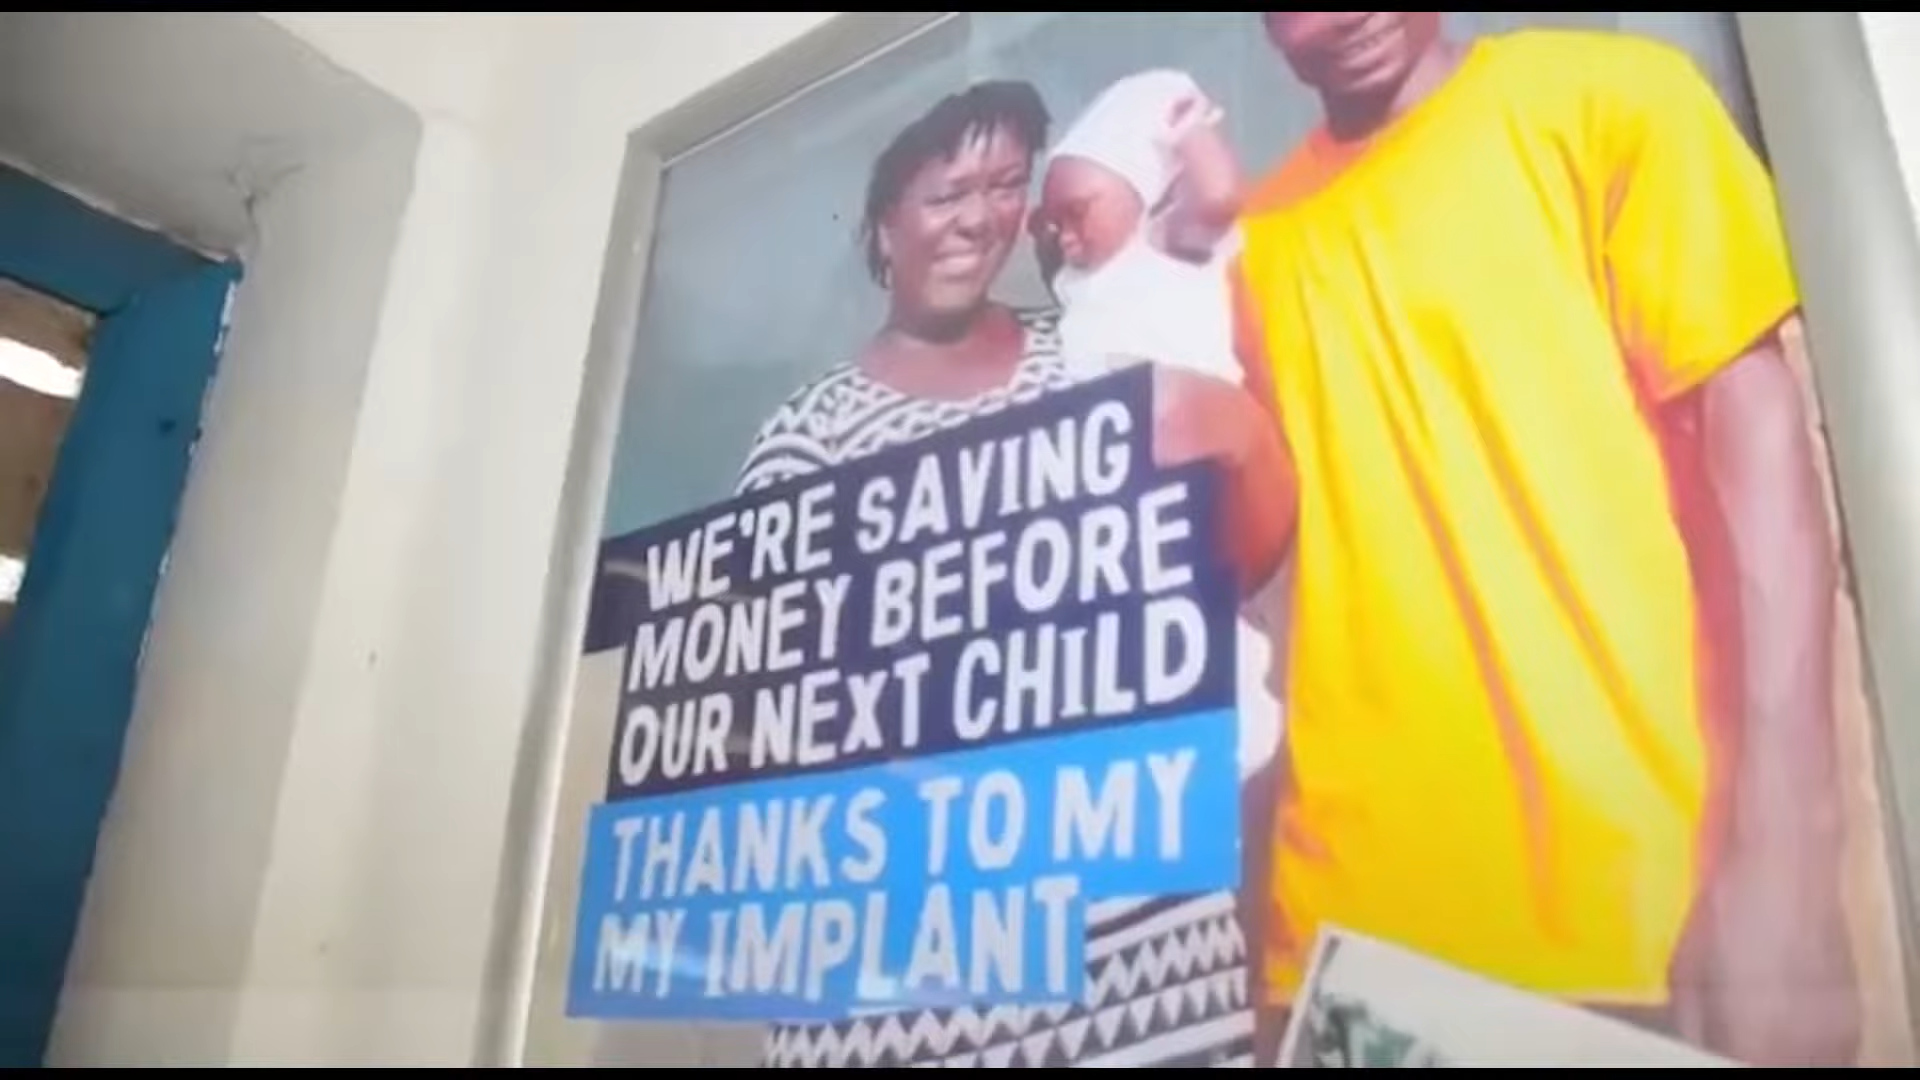 WE'RE SAVING
MONEY BEFORE
OUR NEXT CHILD
THANKS TO MY
MY IMPLANT